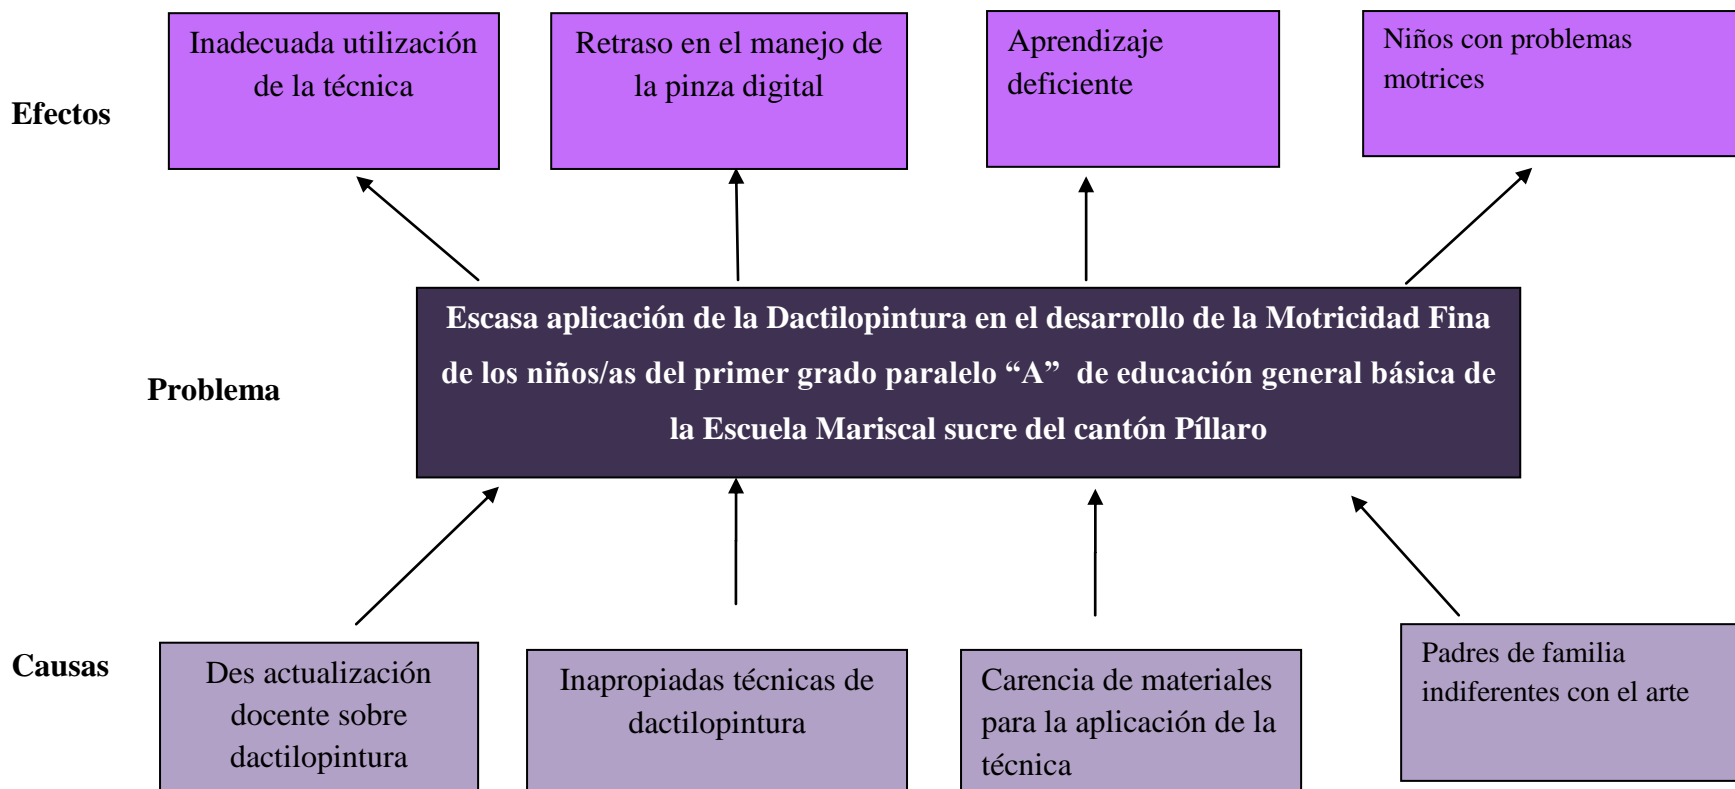 Inadecuada utilización
de la técnica
Retraso en el manejo de
la pinza digital
Aprendizaje
deficiente
Niños con problemas
motrices
Efectos
Escasa aplicación de la Dactilopintura en el desarrollo de la Motricidad Fina
de los niños/as del primer grado paralelo “A” de educación general básica de
la Escuela Mariscal sucre del cantón Píllaro
Problema
Causas
Des actualización
docente sobre
dactilopintura
Inapropiadas técnicas de
dactilopintura
Carencia de materiales
para la aplicación de la
técnica
Padres de familia
indiferentes con el arte